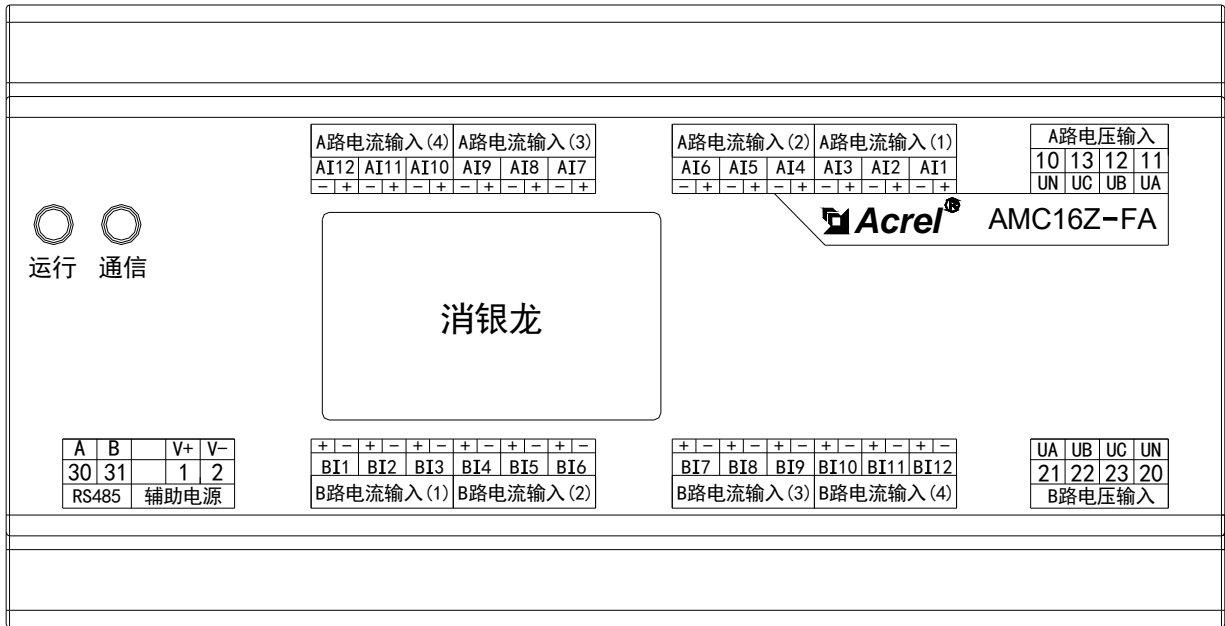 A路电流输入(4) A路电流输入(3) A路电流输入(2) A路电流输入(1) A路电压输入
AI12 AI11 AI10 AI9 AI8 AI7 AI6 AI5 AI4 AI3 AI2 AI1 10 13 12 11
- + - + - + - + - + - + - + - + - + - + - + - + UN UC UB UA
Acrel® AMC16Z-FA
运行 通信
消银龙
A B V+ V- + - + - + - + - + - + - + - + - + - + - + - + - UA UB UC UN
30 31 1 2 BI1 BI2 BI3 BI4 BI5 BI6 BI7 BI8 BI9 BI10 BI11 BI12 21 22 23 20
RS485 辅助电源 B路电流输入(1) B路电流输入(2) B路电流输入(3) B路电流输入(4) B路电压输入